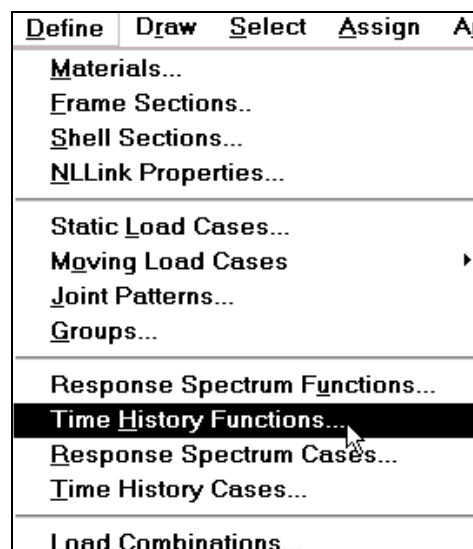 Define Draw Select Assign
Materials...
Frame Sections..
Shell Sections...
NLLink Properties...
Static Load Cases...
Moving Load Cases
Joint Patterns...
Groups...
Response Spectrum Functions...
Time History Functions...
Response Spectrum Cases...
Time History Cases...
Load Combinations...